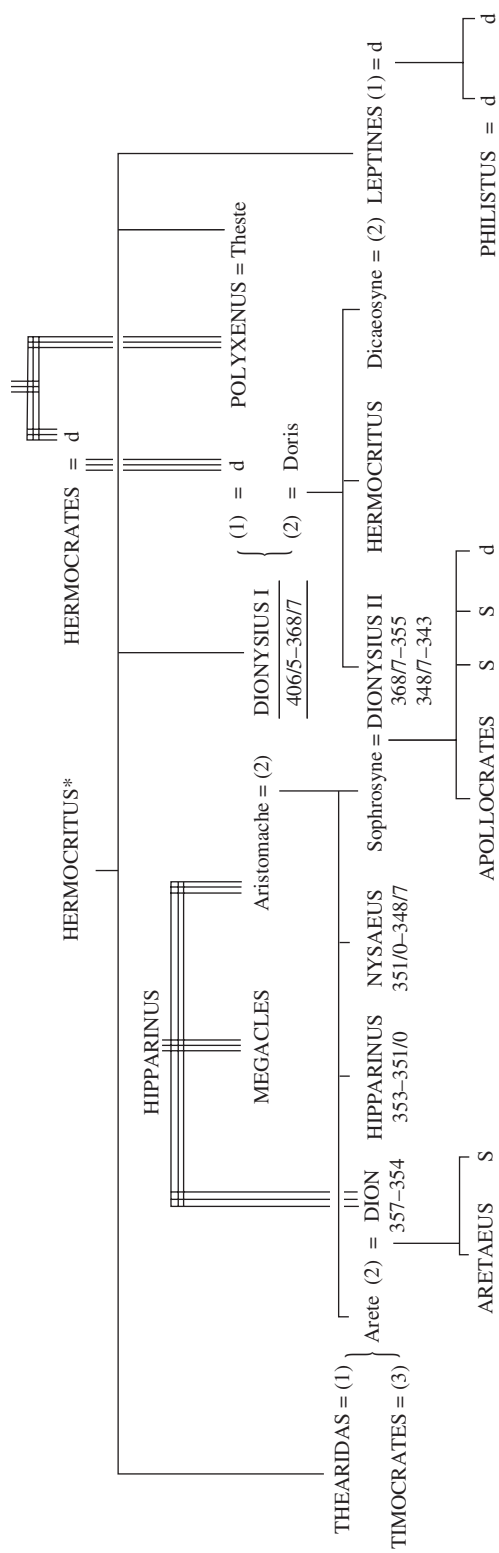 HERMOCRITUS*
HERMOCRATES = d
HIPPARINUS
MEGACLES
Aristomache = (2)
DIONYSIUS I
406/5–368/7
(1) = d
(2) = Doris
POLYXENUS = Theste
THEARIDAS = (1)
TIMOCRATES = (3)
Arete (2) = DION
357–354
HIPPARINUS
353–351/0
NYSAEUS
351/0–348/7
Sophrosyne = DIONYSIUS II
368/7–355
348/7–343
HERMOCRITUS
Dicaeosyne = (2) LEPTINES (1) = d
ARETAEUS S
APOLLOCRATES S S d
PHILISTUS = d d